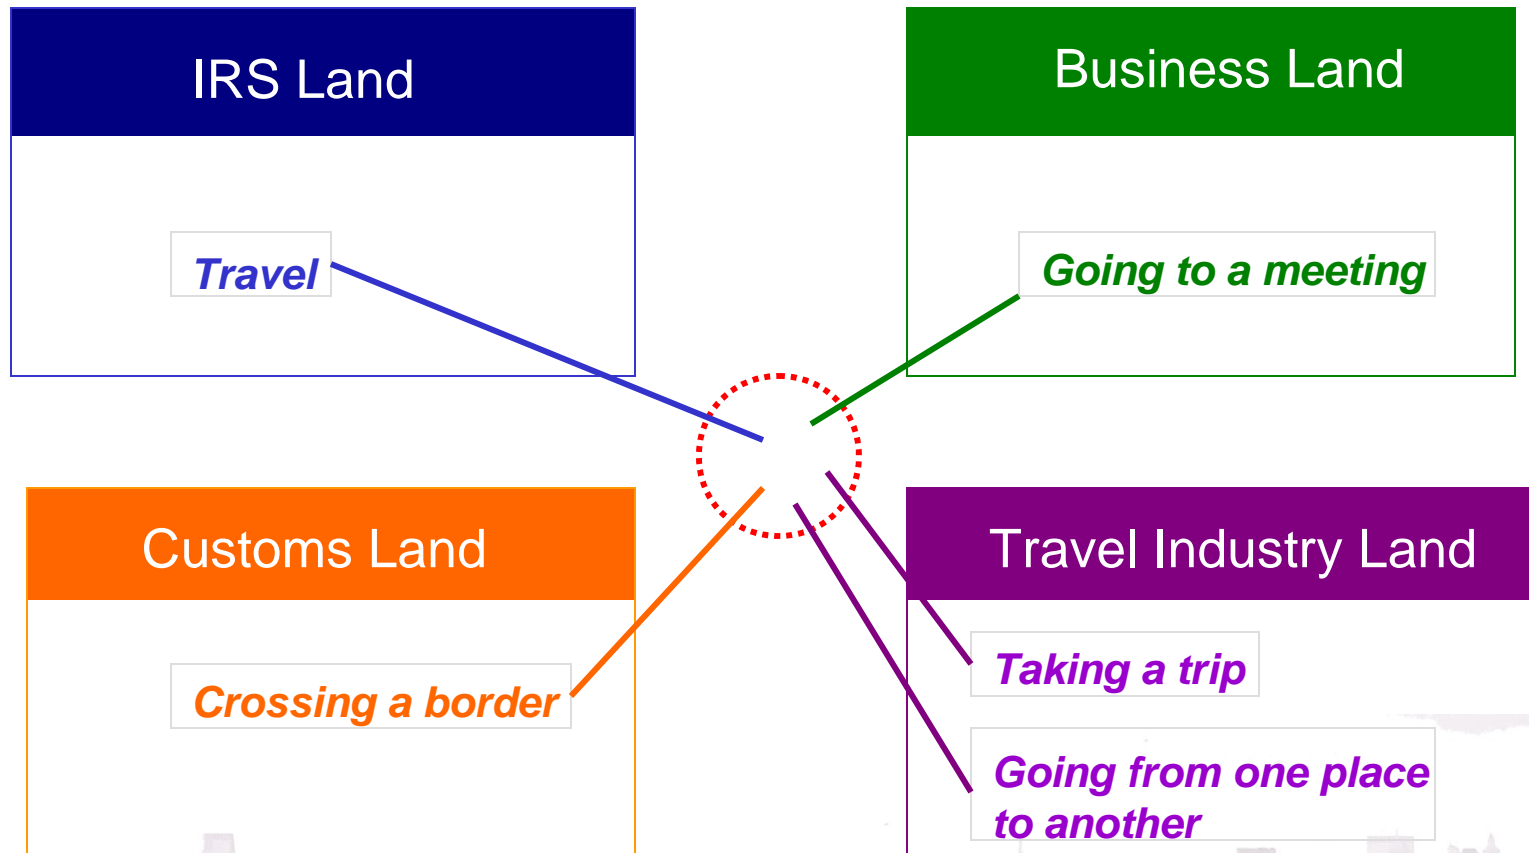 IRS Land
Travel
Business Land
Going to a meeting
Customs Land
Crossing a border
Travel Industry Land
Taking a trip
Going from one place
to another